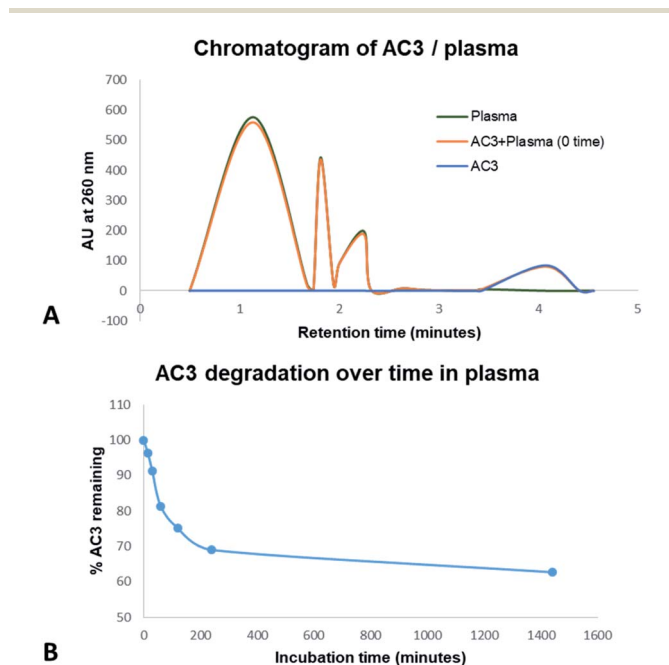 Chromatogram of AC3 / plasma
700
600
500
400
300
200
100
0
-100
AU at 260 nm
Plasma
AC3+Plasma (0 time)
AC3
0 1 2 3 4 5
Retention time (minutes)
A
AC3 degradation over time in plasma
110
100
90
80
70
60
50
% AC3 remaining
0 200 400 600 800 1000 1200 1400 1600
Incubation time (minutes)
B